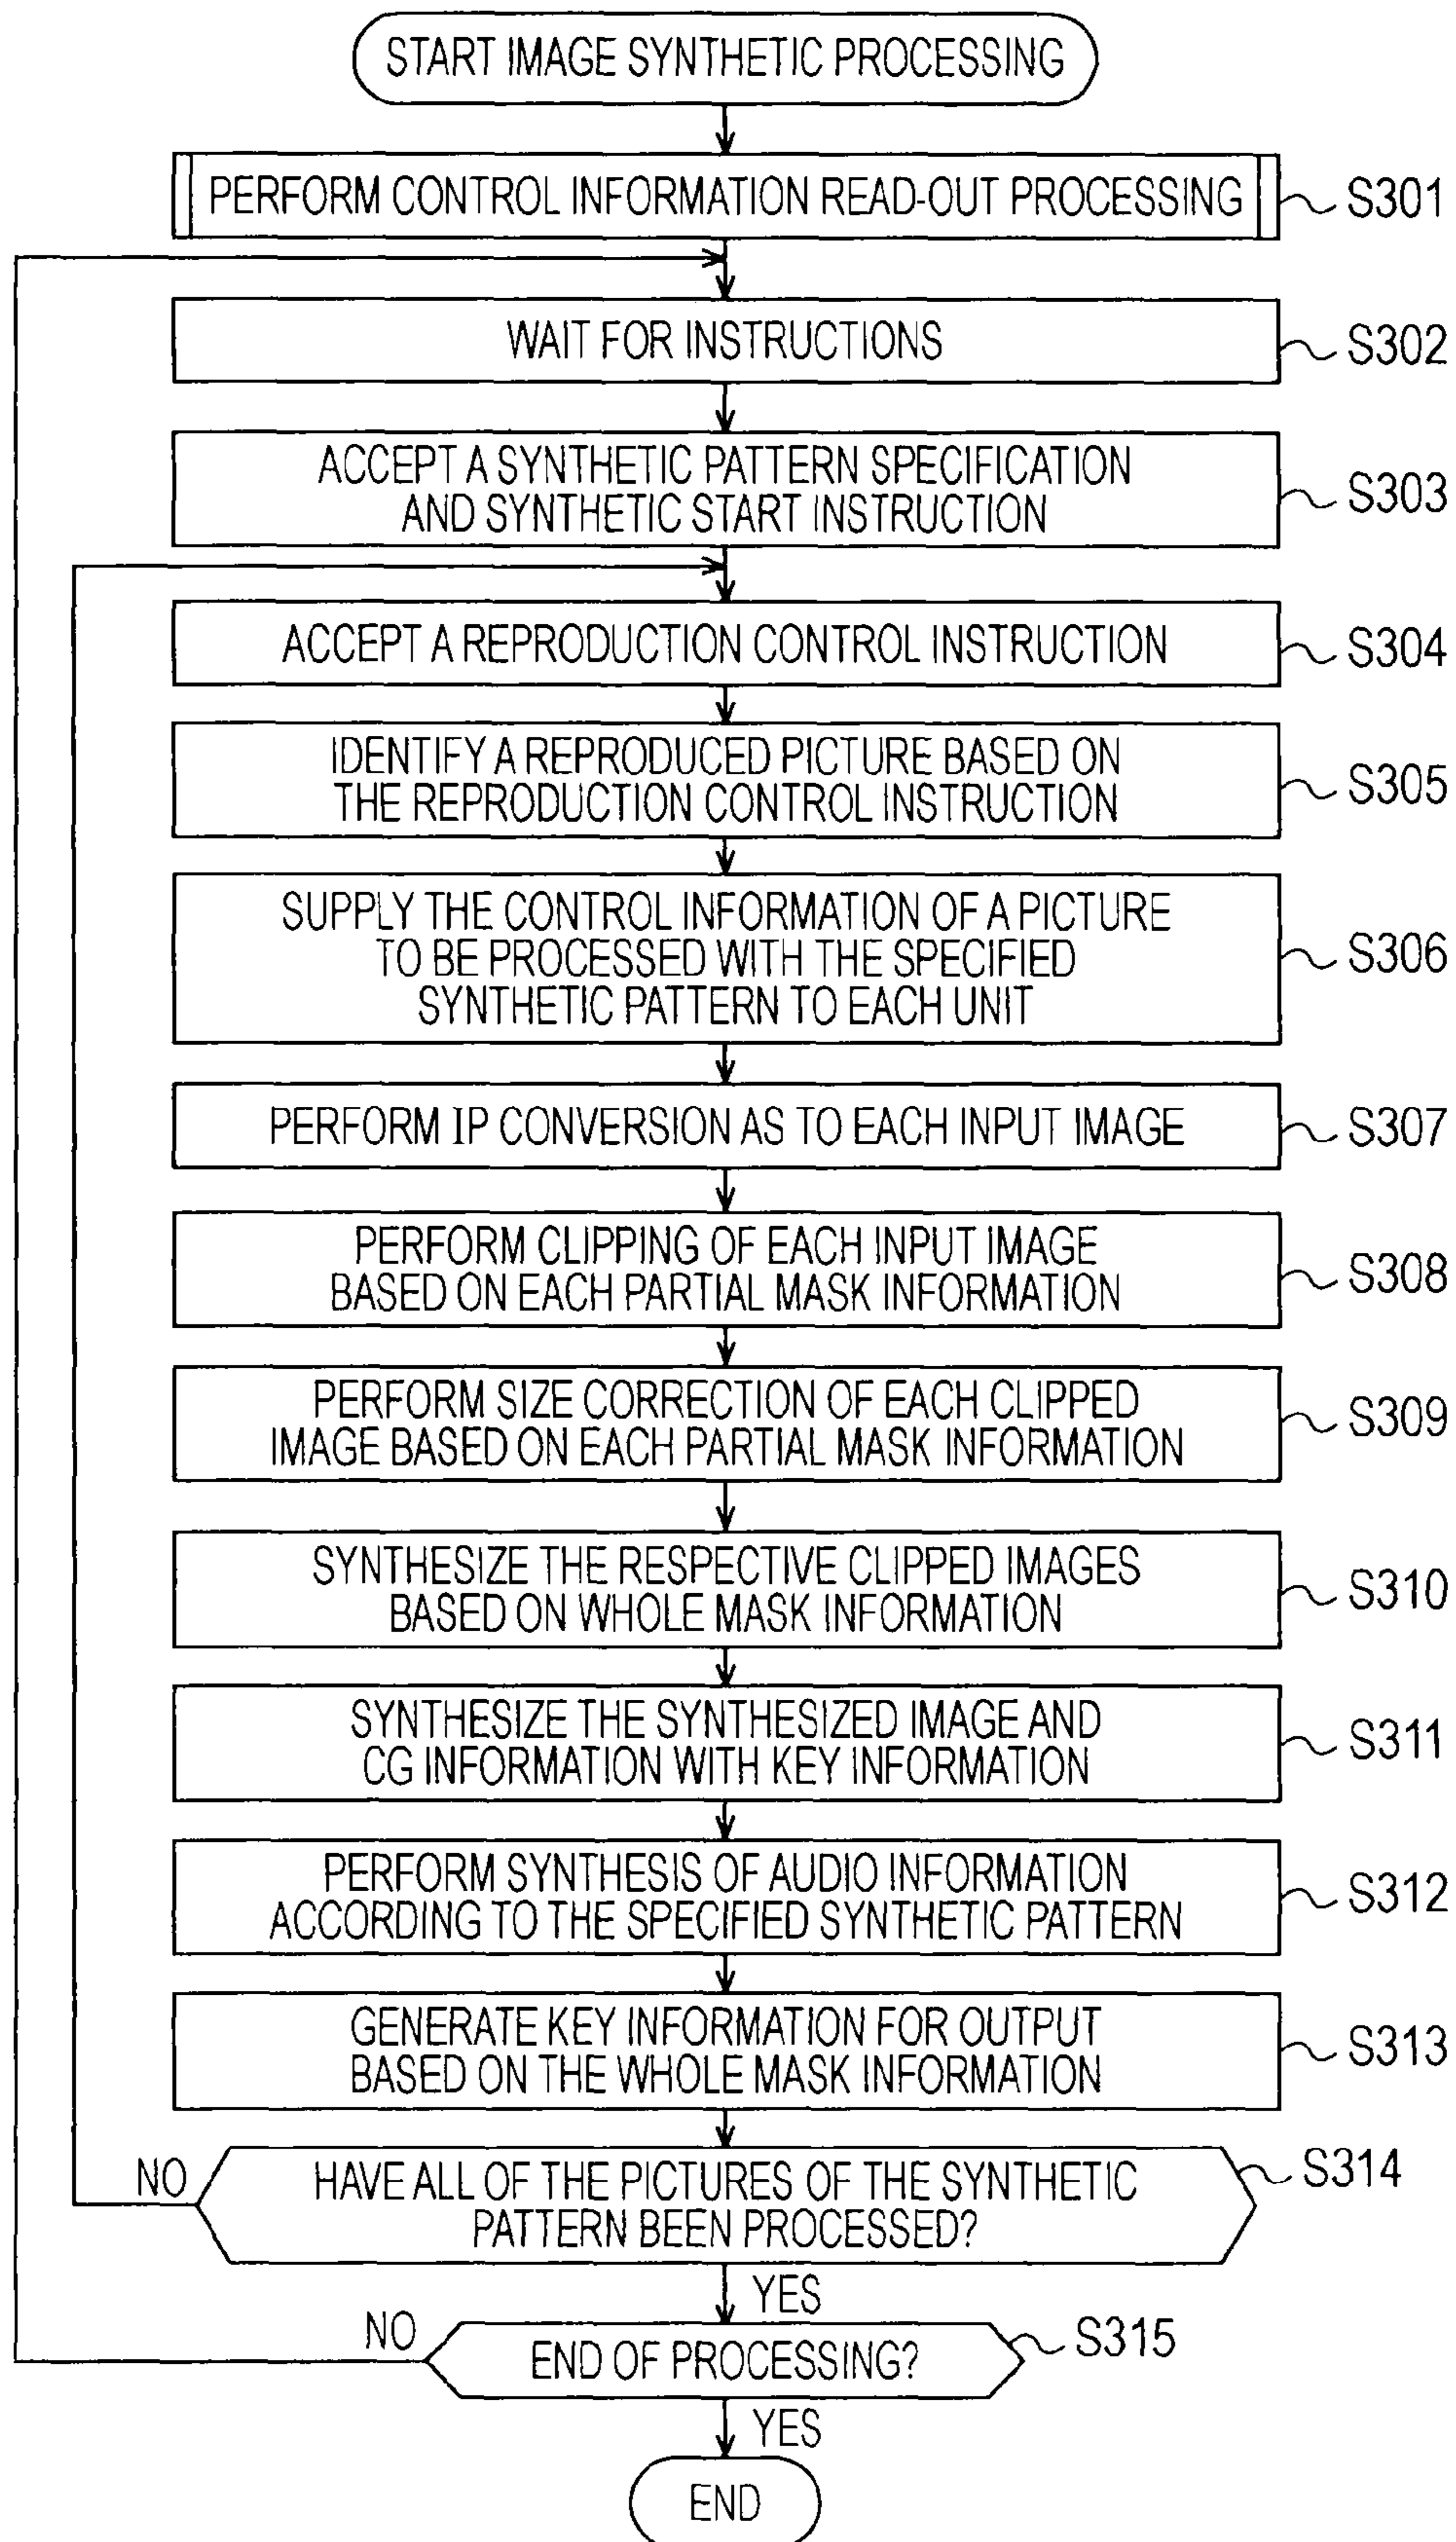 START IMAGE SYNTHETIC PROCESSING
PERFORM CONTROL INFORMATION READ-OUT PROCESSING
S301
WAIT FOR INSTRUCTIONS
S302
ACCEPT A SYNTHETIC PATTERN SPECIFICATION
AND SYNTHETIC START INSTRUCTION
S303
ACCEPT A REPRODUCTION CONTROL INSTRUCTION
S304
IDENTIFY A REPRODUCED PICTURE BASED ON
THE REPRODUCTION CONTROL INSTRUCTION
S305
SUPPLY THE CONTROL INFORMATION OF A PICTURE
TO BE PROCESSED WITH THE SPECIFIED
SYNTHETIC PATTERN TO EACH UNIT
S306
PERFORM IP CONVERSION AS TO EACH INPUT IMAGE
S307
PERFORM CLIPPING OF EACH INPUT IMAGE
BASED ON EACH PARTIAL MASK INFORMATION
S308
PERFORM SIZE CORRECTION OF EACH CLIPPED
IMAGE BASED ON EACH PARTIAL MASK INFORMATION
S309
SYNTHESIZE THE RESPECTIVE CLIPPED IMAGES
BASED ON WHOLE MASK INFORMATION
S310
SYNTHESIZE THE SYNTHESIZED IMAGE AND
CG INFORMATION WITH KEY INFORMATION
S311
PERFORM SYNTHESIS OF AUDIO INFORMATION
ACCORDING TO THE SPECIFIED SYNTHETIC PATTERN
S312
GENERATE KEY INFORMATION FOR OUTPUT
BASED ON THE WHOLE MASK INFORMATION
S313
NO
HAVE ALL OF THE PICTURES OF THE SYNTHETIC
PATTERN BEEN PROCESSED?
S314
YES
NO
END OF PROCESSING?
S315
YES
END